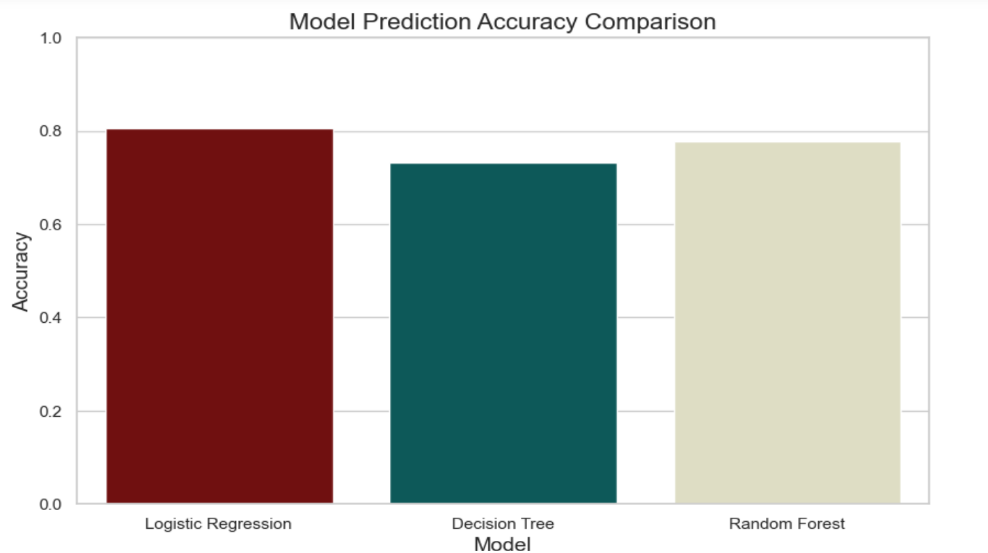 Model Prediction Accuracy Comparison
1.0
0.8
0.6
0.4
0.2
0.0
Accuracy
Logistic Regression
Decision Tree
Random Forest
Model